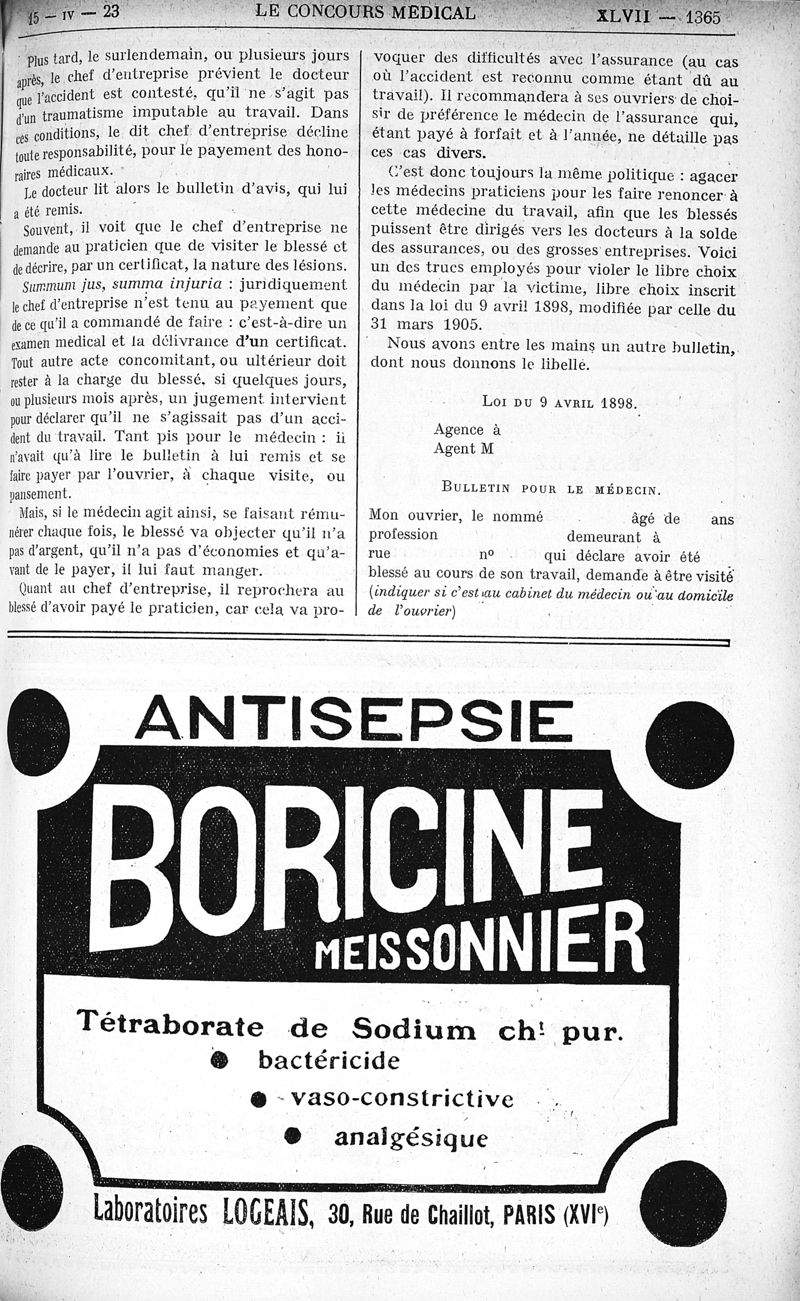 15 — IV — 23
LE CONCOURS MÉDICAL
XLVII — 1365
Plus tard, le surlendemain, ou plusieurs jours
après, le chef d'entreprise prévient le docteur
que l'accident est contesté, qu'il ne s'agit pas
d'un traumatisme imputable au travail. Dans
ces conditions, le dit chef d'entreprise décline
toute responsabilité, pour le payement des hono-
raires médicaux.
Le docteur lit alors le bulletin d'avis, qui lui
a été remis.
Souvent, il voit que le chef d'entreprise ne
demande au praticien que de visiter le blessé et
de décrire, par un certificat, la nature des lésions.
Summum jus, summa injuria : juridiquement
le chef d'entreprise n'est tenu au payement que
de ce qu'il a commandé de faire : c'est-à-dire un
examen medical et la délivrance d'un certificat.
Tout autre acte concomitant, ou ultérieur doit
rester à la charge du blessé, si quelques jours,
ou plusieurs mois après, un jugement intervient
pour déclarer qu'il ne s'agissait pas d'un acci-
dent du travail. Tant pis pour le médecin : il
n'avait qu'à lire le bulletin à lui remis et se
faire payer par l'ouvrier, à chaque visite, ou
pansement.
Mais, si le médecin agit ainsi, se faisant rému-
nérer chaque fois, le blessé va objecter qu'il n'a
pas d'argent, qu'il n'a pas d'économies et qu'a-
vant de le payer, il lui faut manger.
Quant au chef d'entreprise, il reprochera au
blessé d'avoir payé le praticien, car cela va pro-
voquer des difficultés avec l'assurance (au cas
où l'accident est reconnu comme étant dû au
travail). Il recommandera à ses ouvriers de choi-
sir de préférence le médecin de l'assurance qui,
étant payé à forfait et à l'année, ne détaille pas
ces cas divers.
C'est donc toujours la même politique : agacer
les médecins praticiens pour les faire renoncer à
cette médecine du travail, afin que les blessés
puissent être dirigés vers les docteurs à la solde
des assurances, ou des grosses entreprises. Voici
un des trucs employés pour violer le libre choix
du médecin par la victime, libre choix inscrit
dans la loi du 9 avril 1898, modifiée par celle du
31 mars 1905.
Nous avons entre les mains un autre bulletin,
dont nous donnons le libellé.
LOI DU 9 AVRIL 1898.
Agence à
Agent M
BULLETIN POUR LE MÉDECIN.
Mon ouvrier, le nommé âgé de ans
profession demeurant à
rue nº qui déclare avoir été
blessé au cours de son travail, demande à être visité
(indiquer si c'est au cabinet du médecin ou au domicile
de l'ouvrier)
ANTISEPSIE
BORICINE
MEISSONNIER
Tétraborate de Sodium cht pur.
● bactéricide
● vaso-constrictive
● analgésique
Laboratoires LOGEAIS, 30, Rue de Chaillot, PARIS (XVIe)